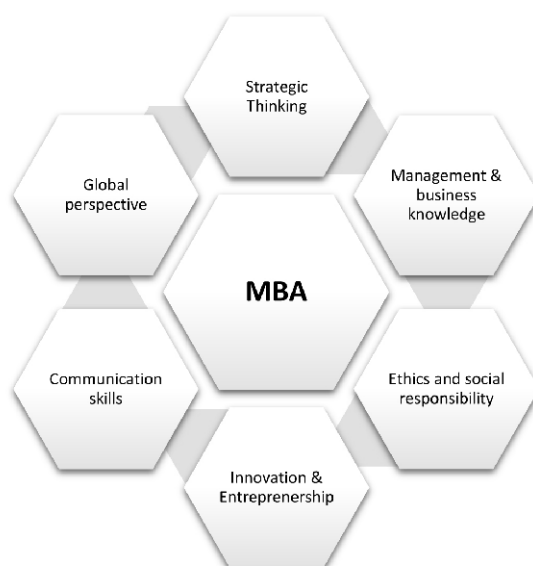 Strategic
Thinking
Management &
business
knowledge
Ethics and social
responsibility
Innovation &
Entreprenership
Communication
skills
Global
perspective
MBA